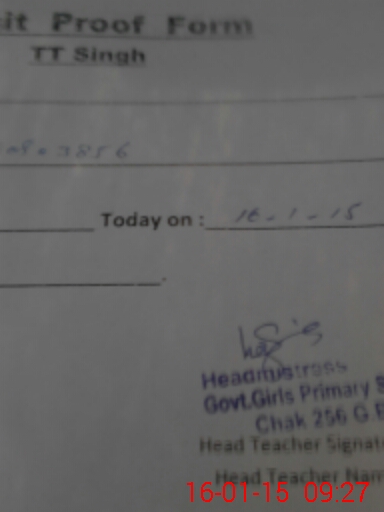 it Proof Form
TT Singh
Today on : 16-1-15
Headmistress
Govt.Girls Primary S
Chak 256 G.B
Head Teacher Signat
Head Teacher Nam
16-01-15 09:27